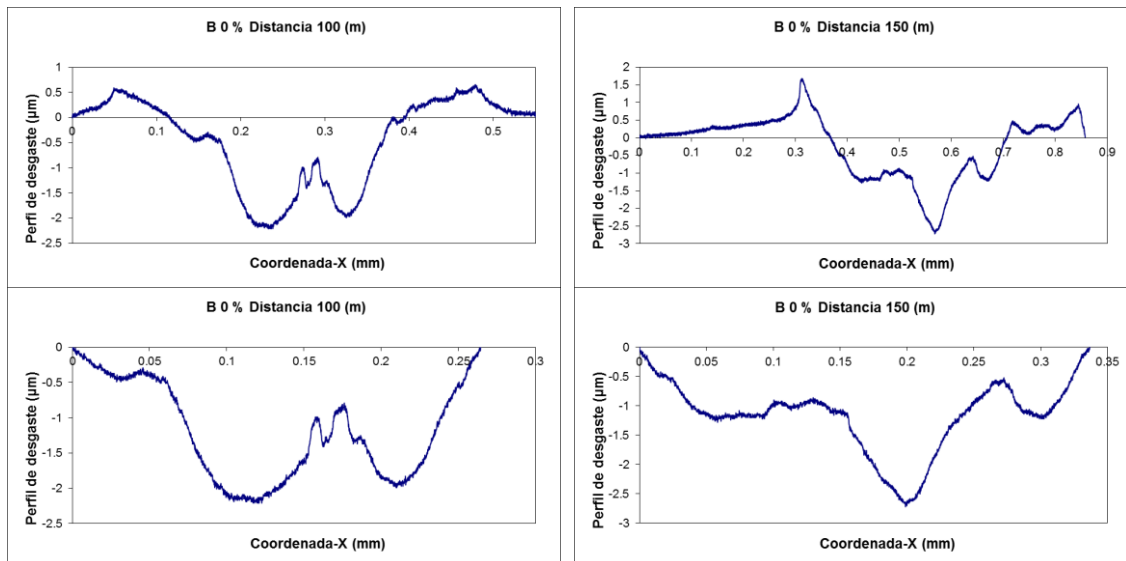 B 0 % Distancia 100 (m)
Perfil de desgaste (µm)
1
0.5
0
-0.5
-1
-1.5
-2
-2.5
0 0.1 0.2 0.3 0.4 0.5
Coordenada-X (mm)
B 0 % Distancia 150 (m)
Perfil de desgaste (µm)
2
1.5
1
0.5
0
-0.5
-1
-1.5
-2
-2.5
-3
0 0.1 0.2 0.3 0.4 0.5 0.6 0.7 0.8 0.9
Coordenada-X (mm)
B 0 % Distancia 100 (m)
Perfil de desgaste (µm)
0
-0.5
-1
-1.5
-2
-2.5
0 0.05 0.1 0.15 0.2 0.25 0.3
Coordenada-X (mm)
B 0 % Distancia 150 (m)
Perfil de desgaste (µm)
0
-0.5
-1
-1.5
-2
-2.5
-3
0 0.05 0.1 0.15 0.2 0.25 0.3 0.35
Coordenada-X (mm)